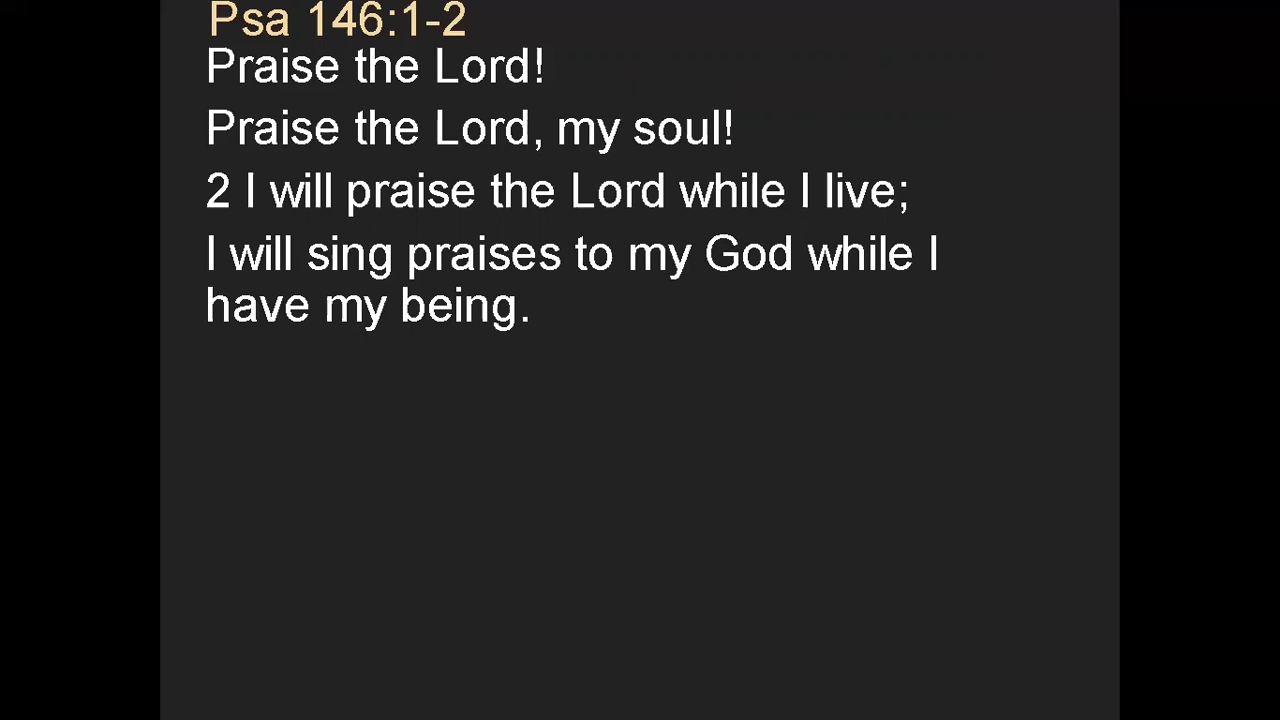 Psa 146:1-2
Praise the Lord!
Praise the Lord, my soul!
2 I will praise the Lord while I live;
I will sing praises to my God while I
have my being.